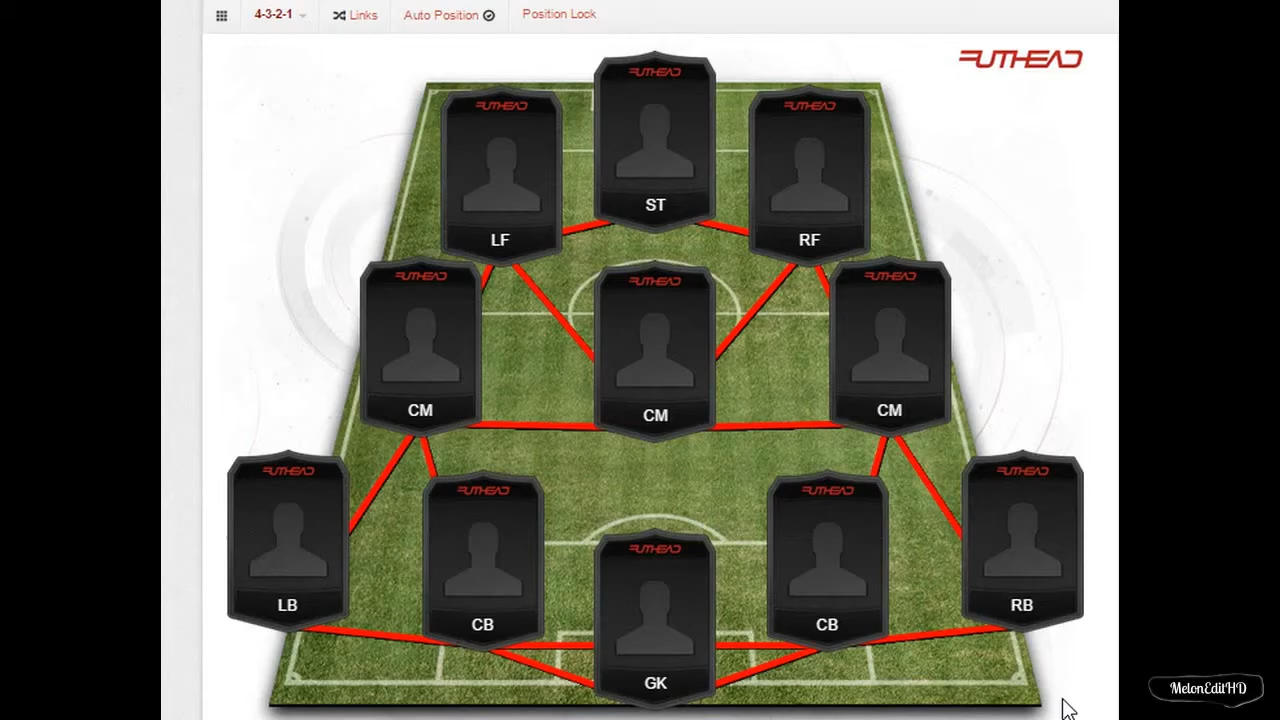 4-3-2-1 Links Auto Position Position Lock
FUTHEAD
FUTHEAD
ST
FUTHEAD
LF
FUTHEAD
RF
FUTHEAD
CM
FUTHEAD
CM
FUTHEAD
CM
FUTHEAD
LB
FUTHEAD
CB
FUTHEAD
GK
FUTHEAD
CB
FUTHEAD
RB
MelonEditHD